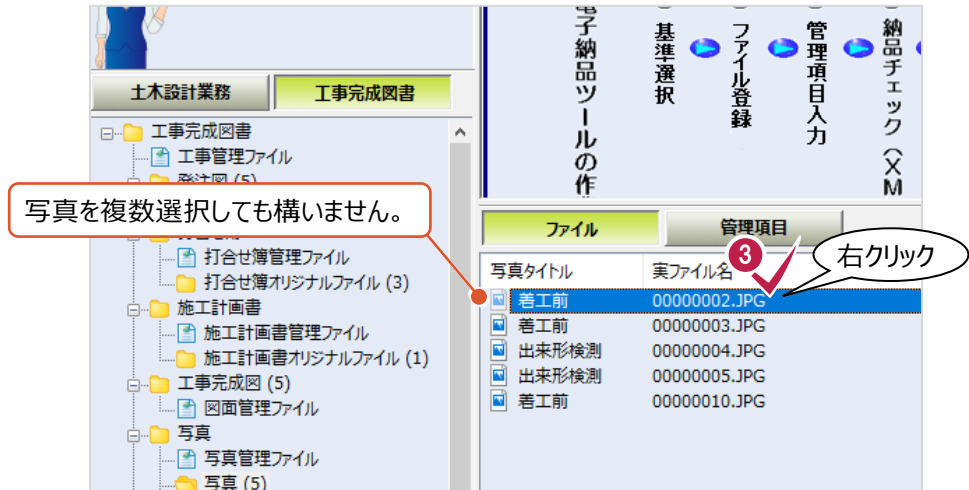 土木設計業務
工事完成図書
工事完成図書
工事管理ファイル
発注図 (5)
写真を複数選択しても構いません。
打合せ簿管理ファイル
打合せ簿オリジナルファイル (3)
施工計画書
施工計画書管理ファイル
施工計画書オリジナルファイル (1)
工事完成図 (5)
図面管理ファイル
写真
写真管理ファイル
写真 (5)
電子納品ツールの作
基準選択
ファイル登録
管理項目入力
納品チェック（XM
ファイル
管理項目
3
右クリック
写真タイトル 実ファイル名
着工前 00000002.JPG
着工前 00000003.JPG
出来形検測 00000004.JPG
出来形検測 00000005.JPG
着工前 00000010.JPG